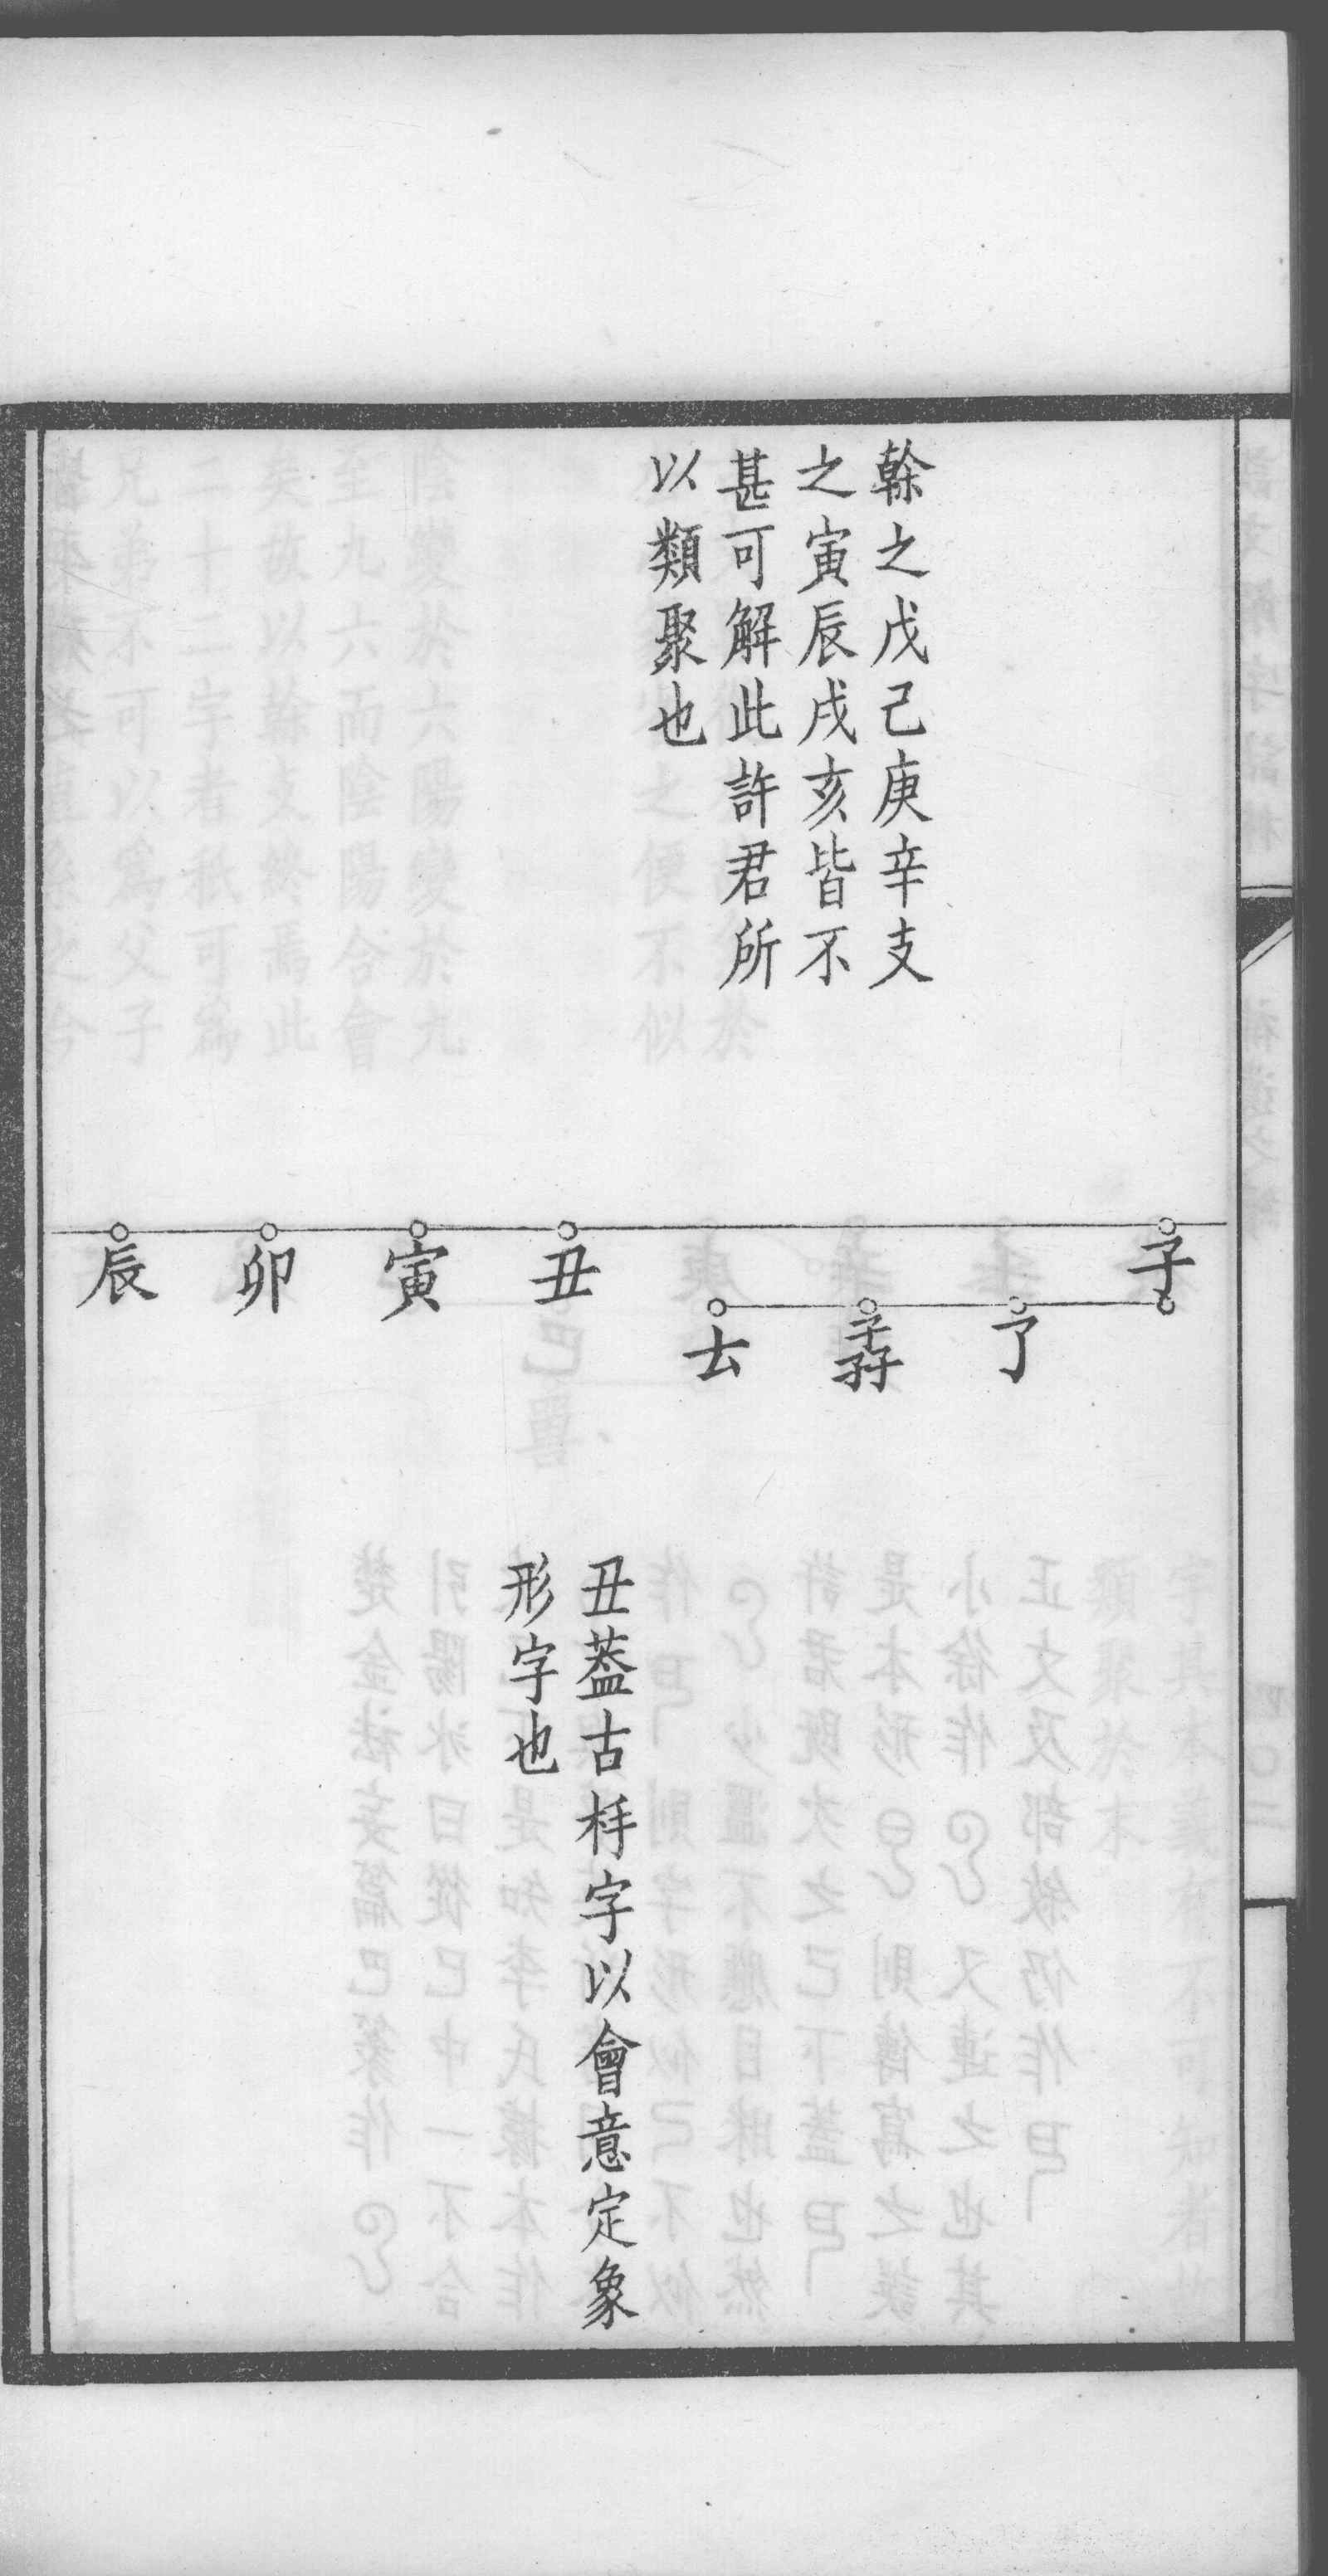 榦之戊己庚辛支
之寅辰戌亥皆不
甚可解此許君所
以類聚也
子
了
孨
𠫓
丑
寅
卯
辰
丑葢古杽字以會意定象
形字也